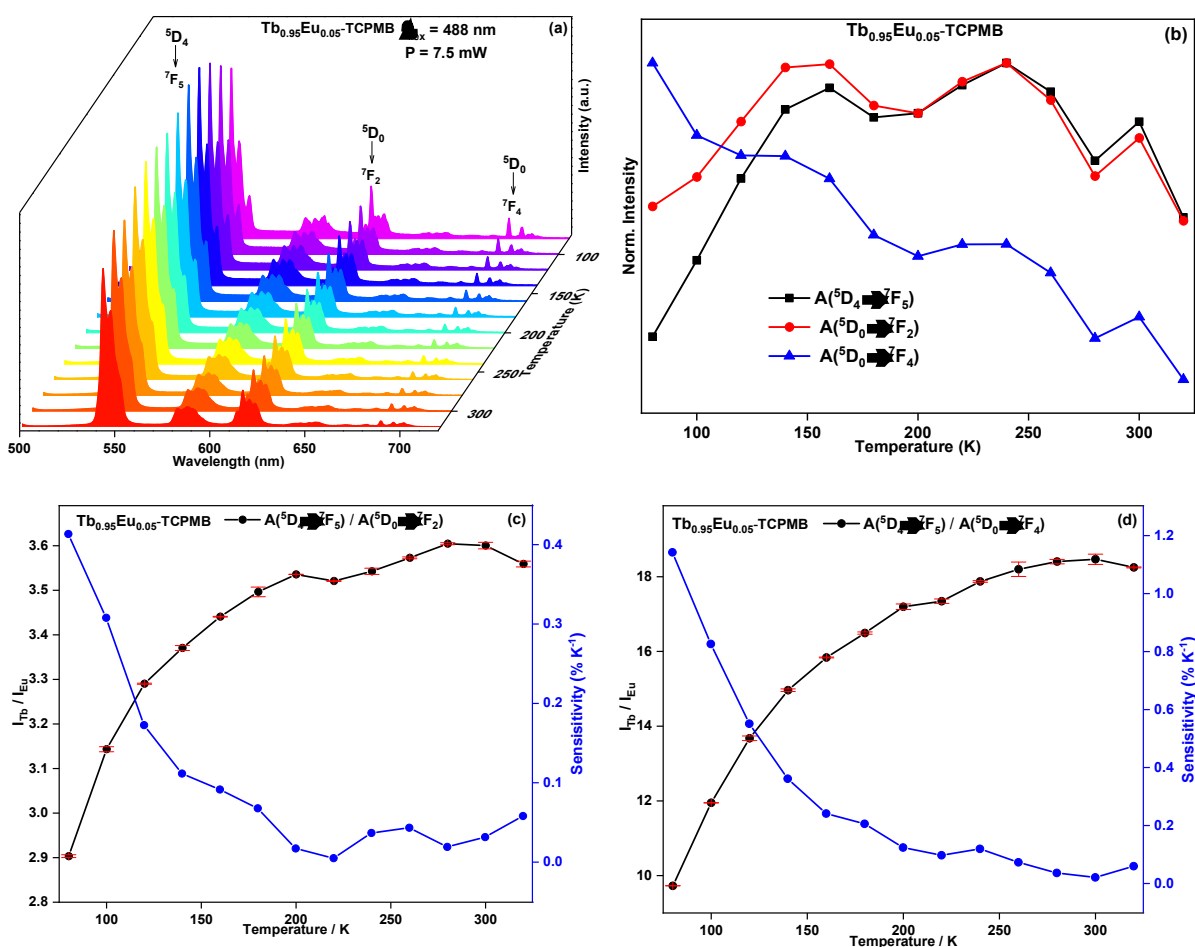 Tb0.95Eu0.05-TCPMB
ex = 488 nm
(a)
P = 7.5 mW
5D4
7F5
5D0
7F2
5D0
7F4
Intensity (a.u.)
100
150
200
250
300
Temperature (K)
500
550
600
650
700
Wavelength (nm)
Tb0.95Eu0.05-TCPMB
(b)
Norm. Intensity
A(5D4 7F5)
A(5D0 7F2)
A(5D0 7F4)
100
150
200
250
300
Temperature (K)
Tb0.95Eu0.05-TCPMB
A(5D4 7F5) / A(5D0 7F2)
(c)
3.6
3.5
3.4
3.3
3.2
3.1
3.0
2.9
2.8
ITb / IEu
0.4
0.3
0.2
0.1
0.0
Sensisitivity (% K-1)
100
150
200
250
300
Temperature / K
Tb0.95Eu0.05-TCPMB
A(5D4 7F5) / A(5D0 7F4)
(d)
18
16
14
12
10
ITb / IEu
1.2
1.0
0.8
0.6
0.4
0.2
0.0
Sensisitivity (% K-1)
100
150
200
250
300
Temperature / K